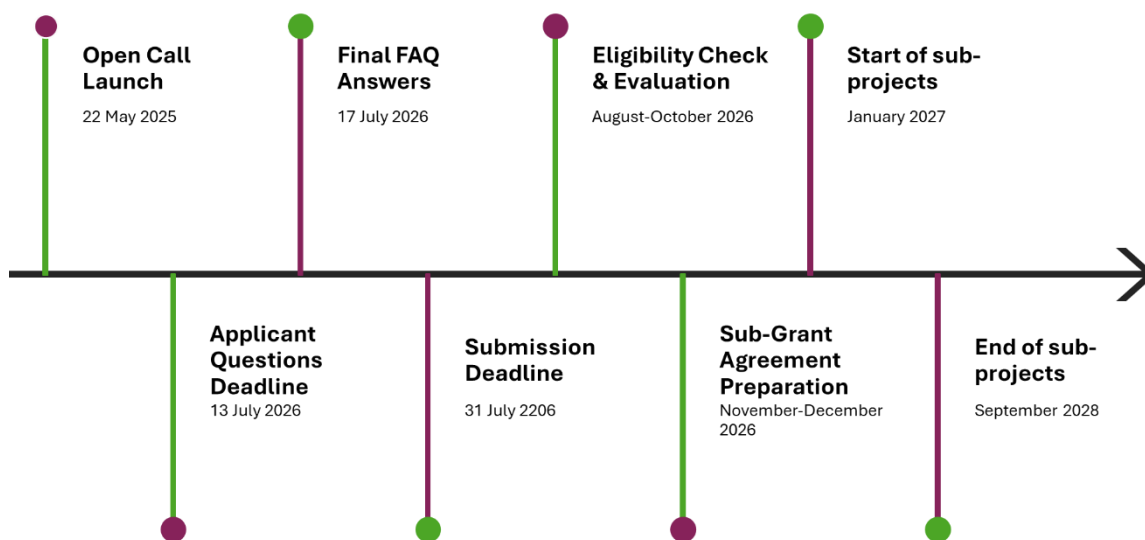 Open Call
Launch
22 May 2025
Applicant
Questions
Deadline
13 July 2026
Final FAQ
Answers
17 July 2026
Submission
Deadline
31 July 2206
Eligibility Check
& Evaluation
August-October 2026
Sub-Grant
Agreement
Preparation
November-December
2026
Start of sub-
projects
January 2027
End of sub-
projects
September 2028